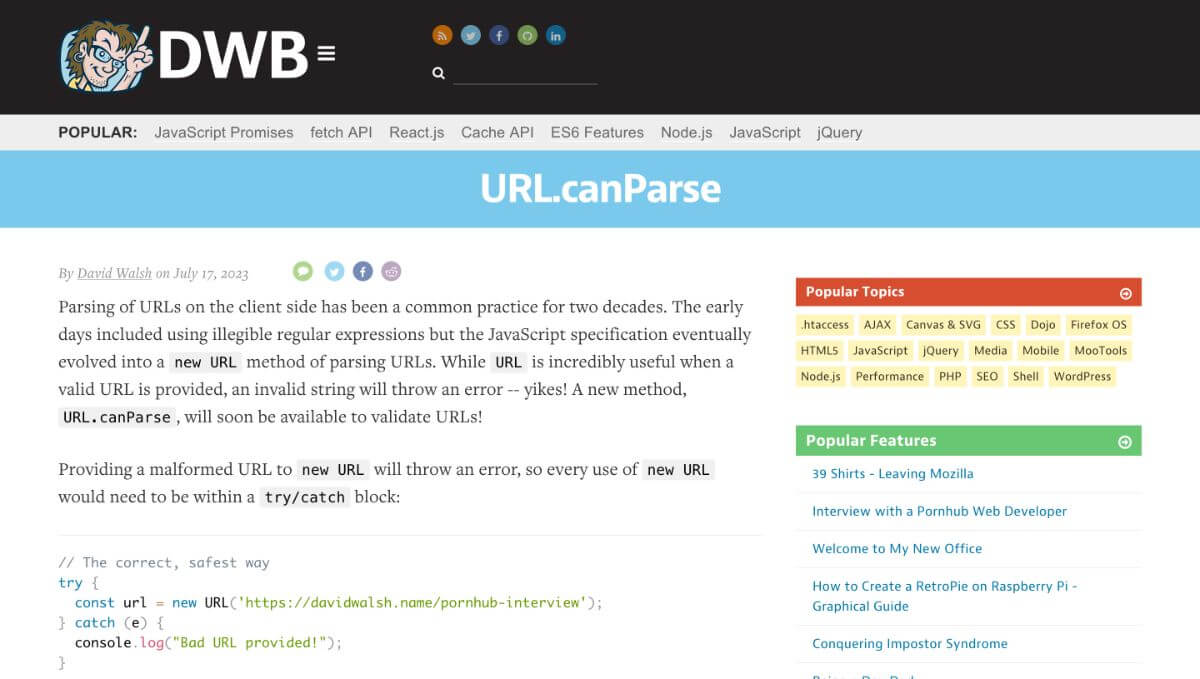 DWB
POPULAR: JavaScript Promises fetch API React.js Cache API ES6 Features Node.js JavaScript jQuery
URL.canParse
By David Walsh on July 17, 2023
Parsing of URLs on the client side has been a common practice for two decades. The early
days included using illegible regular expressions but the JavaScript specification eventually
evolved into a new URL method of parsing URLs. While URL is incredibly useful when a
valid URL is provided, an invalid string will throw an error -- yikes! A new method,
URL.canParse, will soon be available to validate URLs!
Providing a malformed URL to new URL will throw an error, so every use of new URL
would need to be within a try/catch block:
// The correct, safest way
try {
  const url = new URL('https://davidwalsh.name/pornhub-interview');
} catch (e) {
  console.log("Bad URL provided!");
}
Popular Topics
.htaccess AJAX Canvas & SVG CSS Dojo Firefox OS
HTML5 JavaScript jQuery Media Mobile MooTools
Node.js Performance PHP SEO Shell WordPress
Popular Features
39 Shirts - Leaving Mozilla
Interview with a Pornhub Web Developer
Welcome to My New Office
How to Create a RetroPie on Raspberry Pi -
Graphical Guide
Conquering Impostor Syndrome